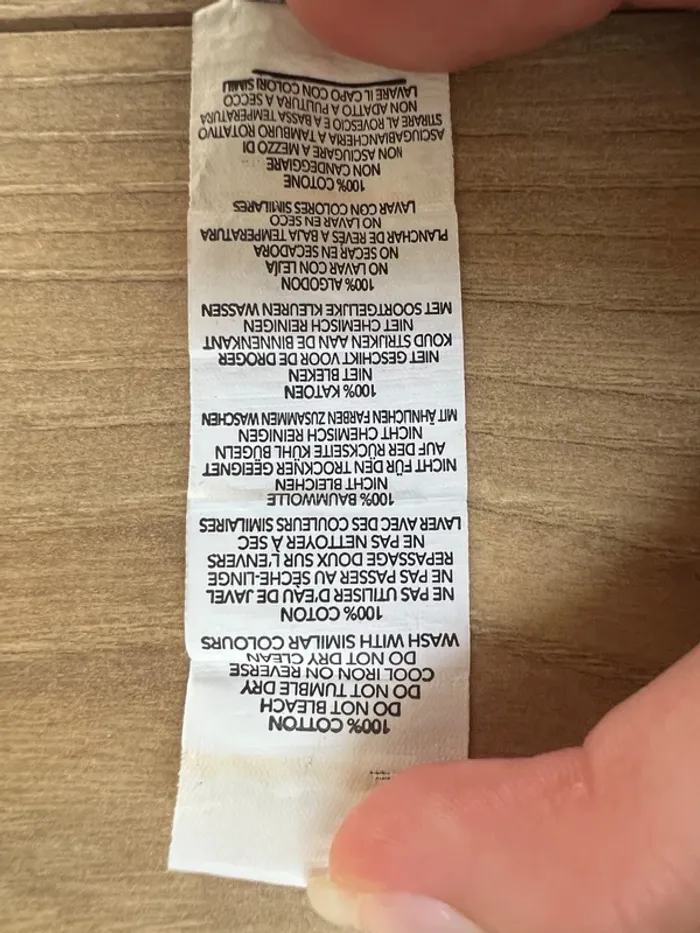 100% COTTON
DO NOT BLEACH
DO NOT TUMBLE DRY
COOL IRON ON REVERSE
DO NOT DRY CLEAN
WASH WITH SIMILAR COLOURS
100% COTON
NE PAS UTILISER D'EAU DE JAVEL
NE PAS PASSER AU SÈCHE-LINGE
REPASSAGE DOUX SUR L'ENVERS
NE PAS NETTOYER À SEC
LAVER AVEC DES COULEURS SIMILAIRES
100% BAUMWOLLE
NICHT BLEICHEN
NICHT FÜR DEN TROCKNER GEEIGNET
AUF DER RÜCKSEITE KÜHL BÜGELN
NICHT CHEMISCH REINIGEN
MIT ÄHNLICHEN FARBEN ZUSAMMEN WASCHEN
100% KATOEN
NIET BLEKEN
NIET GESCHIKT VOOR DE DROGER
KOUD STRIJKEN AAN DE BINNENKANT
NIET CHEMISCH REINIGEN
MET SOORTGELIJKE KLEUREN WASSEN
100% ALGODON
NO LAVAR CON LEJÍA
NO SECAR EN SECADORA
PLANCHAR DE REVÉS A BAJA TEMPERATURA
NO LAVAR EN SECO
LAVAR CON COLORES SIMILARES
100% COTONE
NON CANDEGGIARE
NON ASCIUGARE A MEZZO DI
ASCIUGABIANCHERIA A TAMBURO ROTATIVO
STIRARE AL ROVESCIO E A BASSA TEMPERATURA
NON ADATTO A PULITURA A SECCO
LAVARE IL CAPO CON COLORI SIMILI